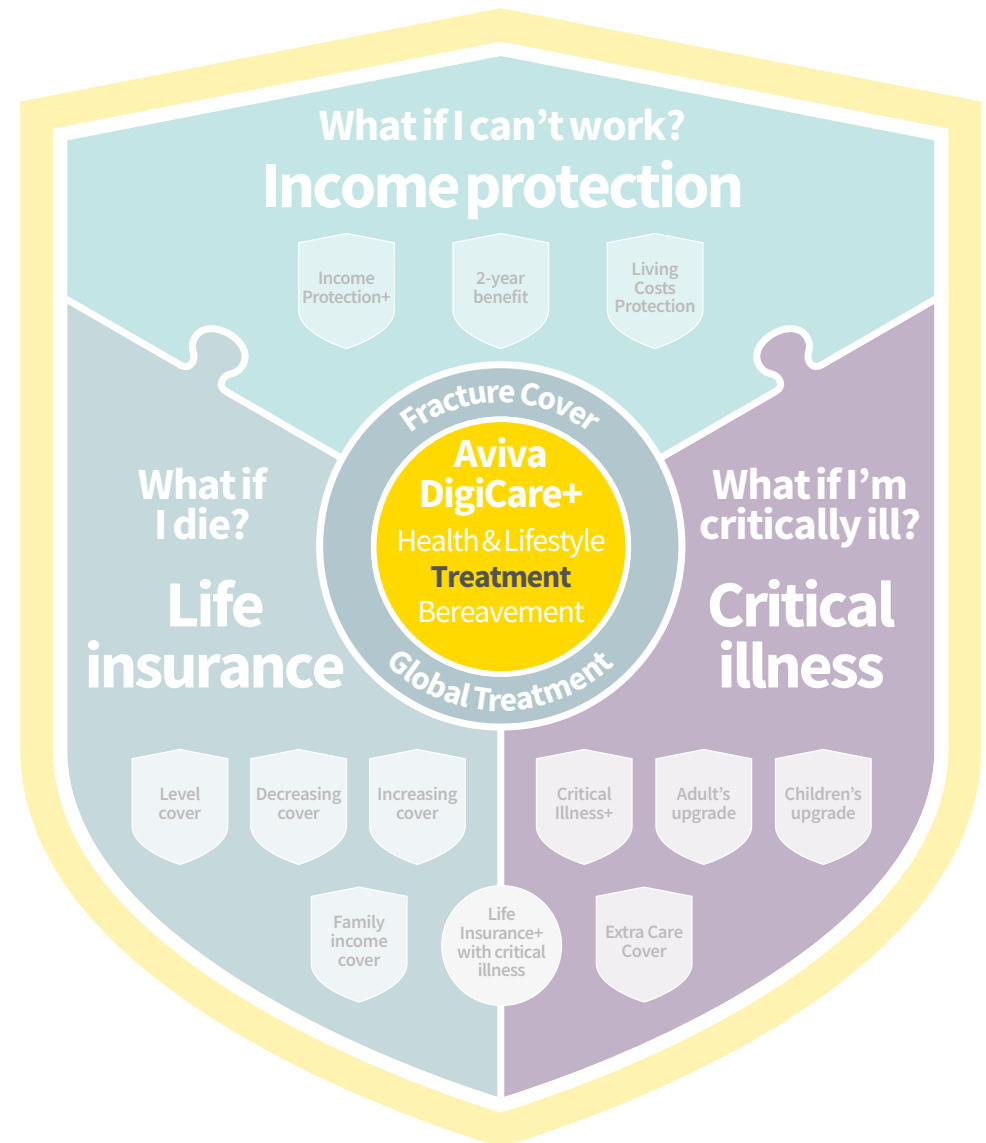 What if I can't work?
Income protection
Income
Protection+
2-year
benefit
Living
Costs
Protection
Fracture Cover
Aviva
DigiCare+
Health & Lifestyle
Treatment
Bereavement
Global Treatment
What if
I die?
Life
insurance
What if I’m
critically ill?
Critical
illness
Level
cover
Decreasing
cover
Increasing
cover
Critical
Illness+
Adult’s
upgrade
Children’s
upgrade
Family
income
cover
Life
Insurance+
with critical
illness
Extra Care
Cover